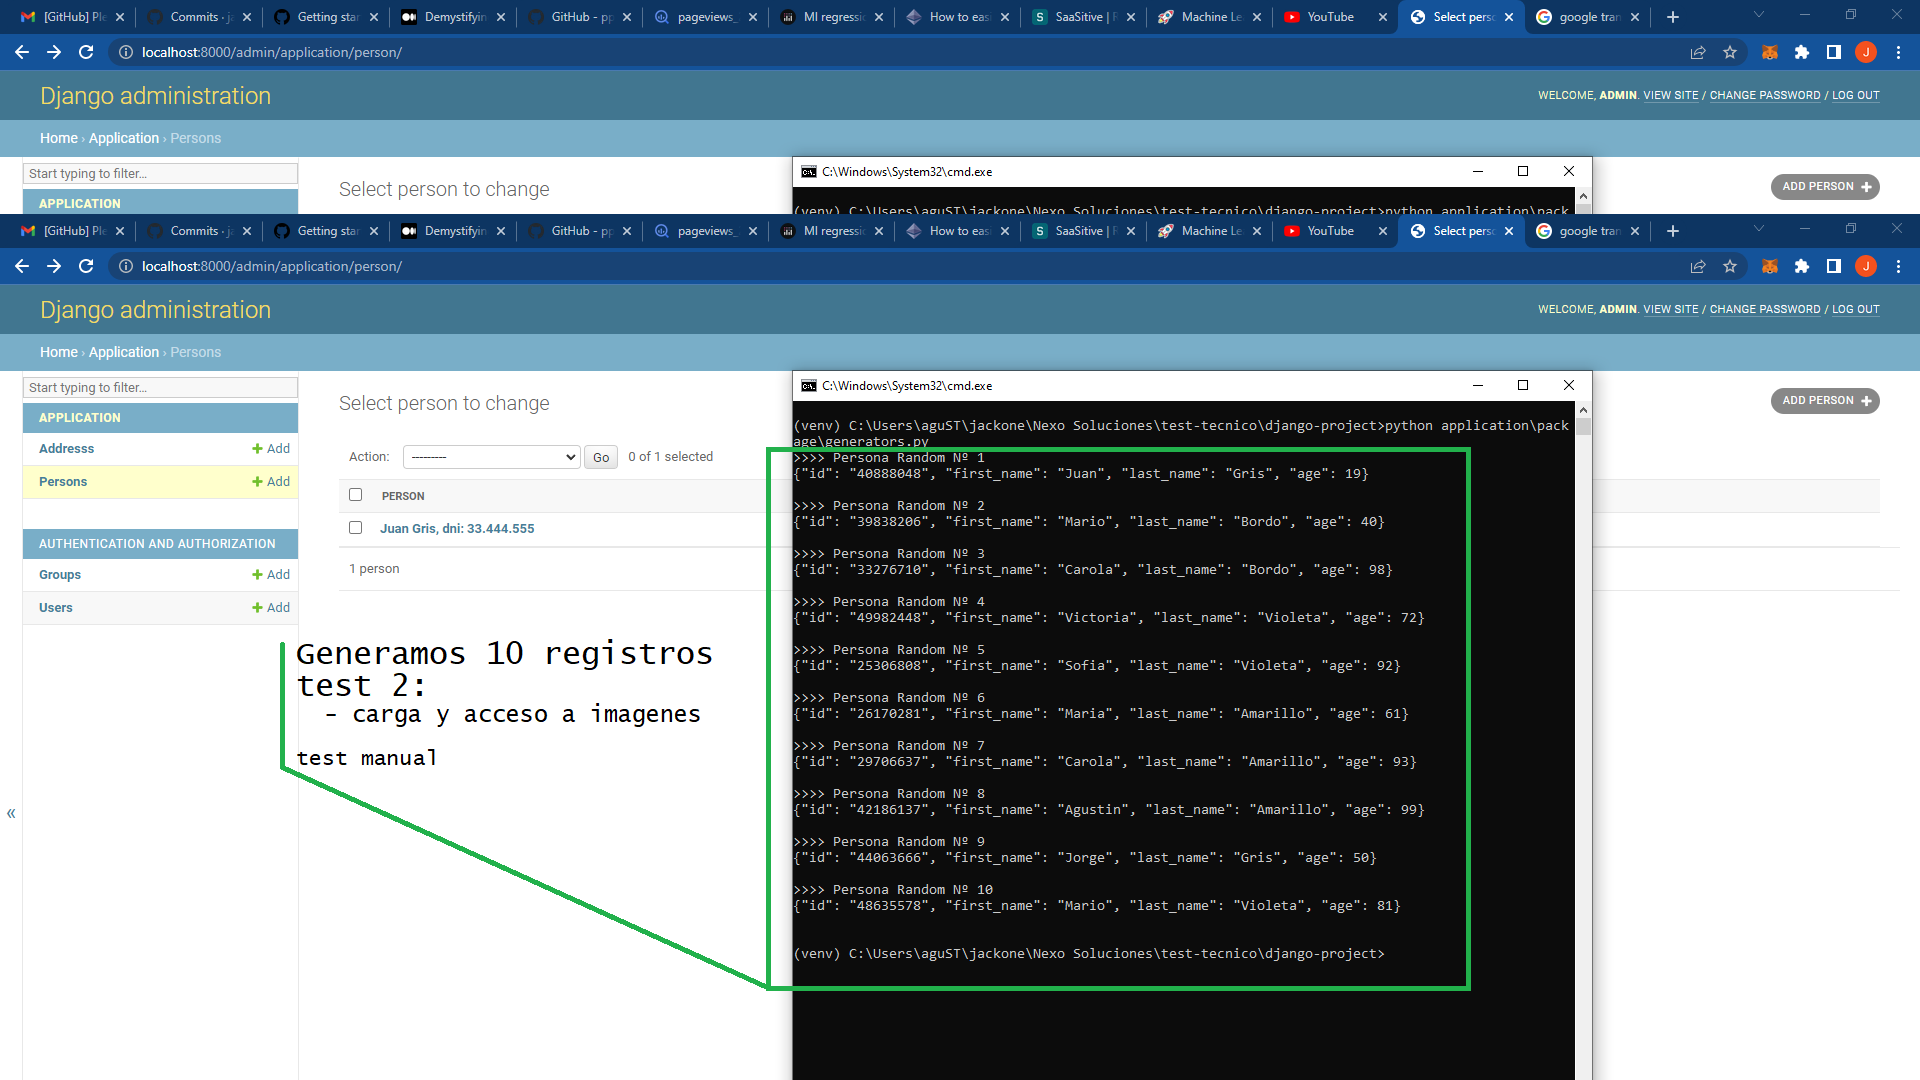 [GitHub] Ple
Commits · ja
Getting star
Demystifyin
GitHub - pp
pageviews_
MI regressio
How to easi
SaaSitive | R
Machine Le
YouTube
Select perso
google tran
localhost:8000/admin/application/person/
J
Django administration
WELCOME, ADMIN. VIEW SITE / CHANGE PASSWORD / LOG OUT
Home › Application › Persons
Start typing to filter...
APPLICATION
Select person to change
C:\Windows\System32\cmd.exe
ADD PERSON +
(venv) C:\Users\aguST\jackone\Nexo Soluciones\test-tecnico\django-project>python application\pack
[GitHub] Ple
Commits · ja
Getting star
Demystifyin
GitHub - pp
pageviews_
MI regressio
How to easi
SaaSitive | R
Machine Le
YouTube
Select perso
google tran
localhost:8000/admin/application/person/
J
Django administration
WELCOME, ADMIN. VIEW SITE / CHANGE PASSWORD / LOG OUT
Home › Application › Persons
Start typing to filter...
APPLICATION
Addresss + Add
Persons + Add
AUTHENTICATION AND AUTHORIZATION
Groups + Add
Users + Add
«
Select person to change
ADD PERSON +
Action: --------- Go 0 of 1 selected
PERSON
Juan Gris, dni: 33.444.555
1 person
Generamos 10 registros
test 2:
- carga y acceso a imagenes
test manual
C:\Windows\System32\cmd.exe
(venv) C:\Users\aguST\jackone\Nexo Soluciones\test-tecnico\django-project>python application\pack
age\generators.py
>>>> Persona Random Nº 1
{"id": "40888048", "first_name": "Juan", "last_name": "Gris", "age": 19}
>>>> Persona Random Nº 2
{"id": "39838206", "first_name": "Mario", "last_name": "Bordo", "age": 40}
>>>> Persona Random Nº 3
{"id": "33276710", "first_name": "Carola", "last_name": "Bordo", "age": 98}
>>>> Persona Random Nº 4
{"id": "49982448", "first_name": "Victoria", "last_name": "Violeta", "age": 72}
>>>> Persona Random Nº 5
{"id": "25306808", "first_name": "Sofia", "last_name": "Violeta", "age": 92}
>>>> Persona Random Nº 6
{"id": "26170281", "first_name": "Maria", "last_name": "Amarillo", "age": 61}
>>>> Persona Random Nº 7
{"id": "29706637", "first_name": "Carola", "last_name": "Amarillo", "age": 93}
>>>> Persona Random Nº 8
{"id": "42186137", "first_name": "Agustin", "last_name": "Amarillo", "age": 99}
>>>> Persona Random Nº 9
{"id": "44063666", "first_name": "Jorge", "last_name": "Gris", "age": 50}
>>>> Persona Random Nº 10
{"id": "48635578", "first_name": "Mario", "last_name": "Violeta", "age": 81}
(venv) C:\Users\aguST\jackone\Nexo Soluciones\test-tecnico\django-project>